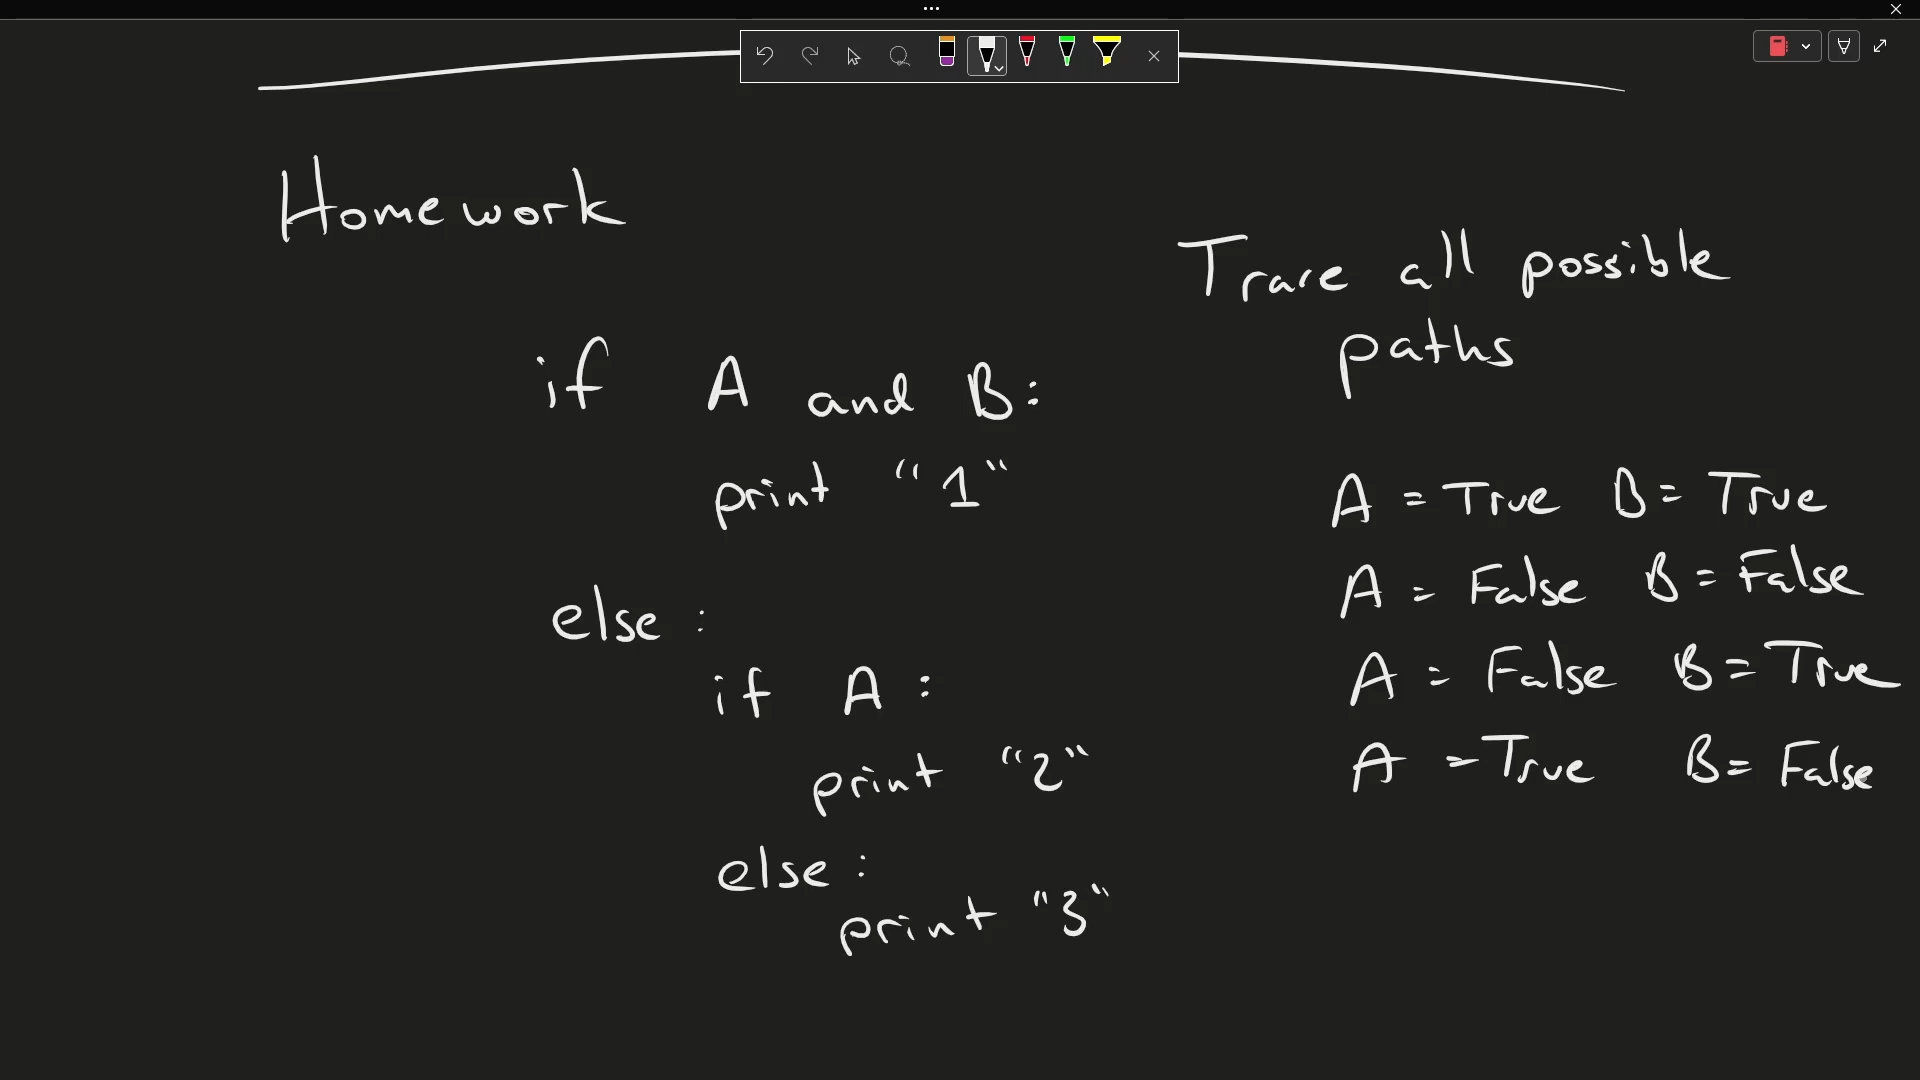 Homework
Trace all possible
paths
if A and B:
print "1"
else:
if A:
print "2"
else:
print "3"
A = True B = True
A = False B = False
A = False B = True
A = True B = False